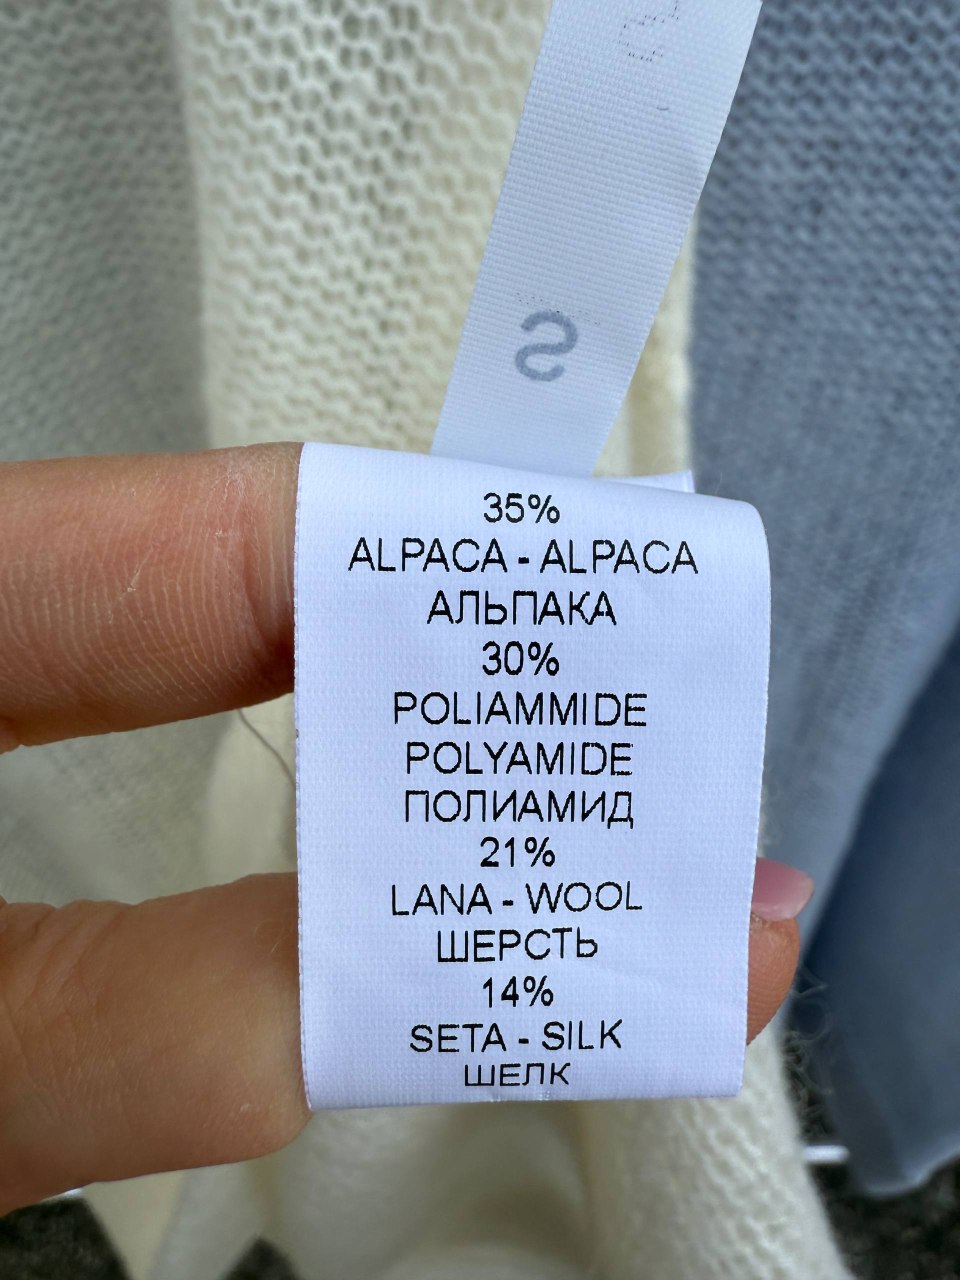 S
35%
ALPACA - ALPACA
АЛЬПАКА
30%
POLIAMMIDE
POLYAMIDE
ПОЛИАМИД
21%
LANA - WOOL
ШЕРСТЬ
14%
SETA - SILK
ШЕЛК